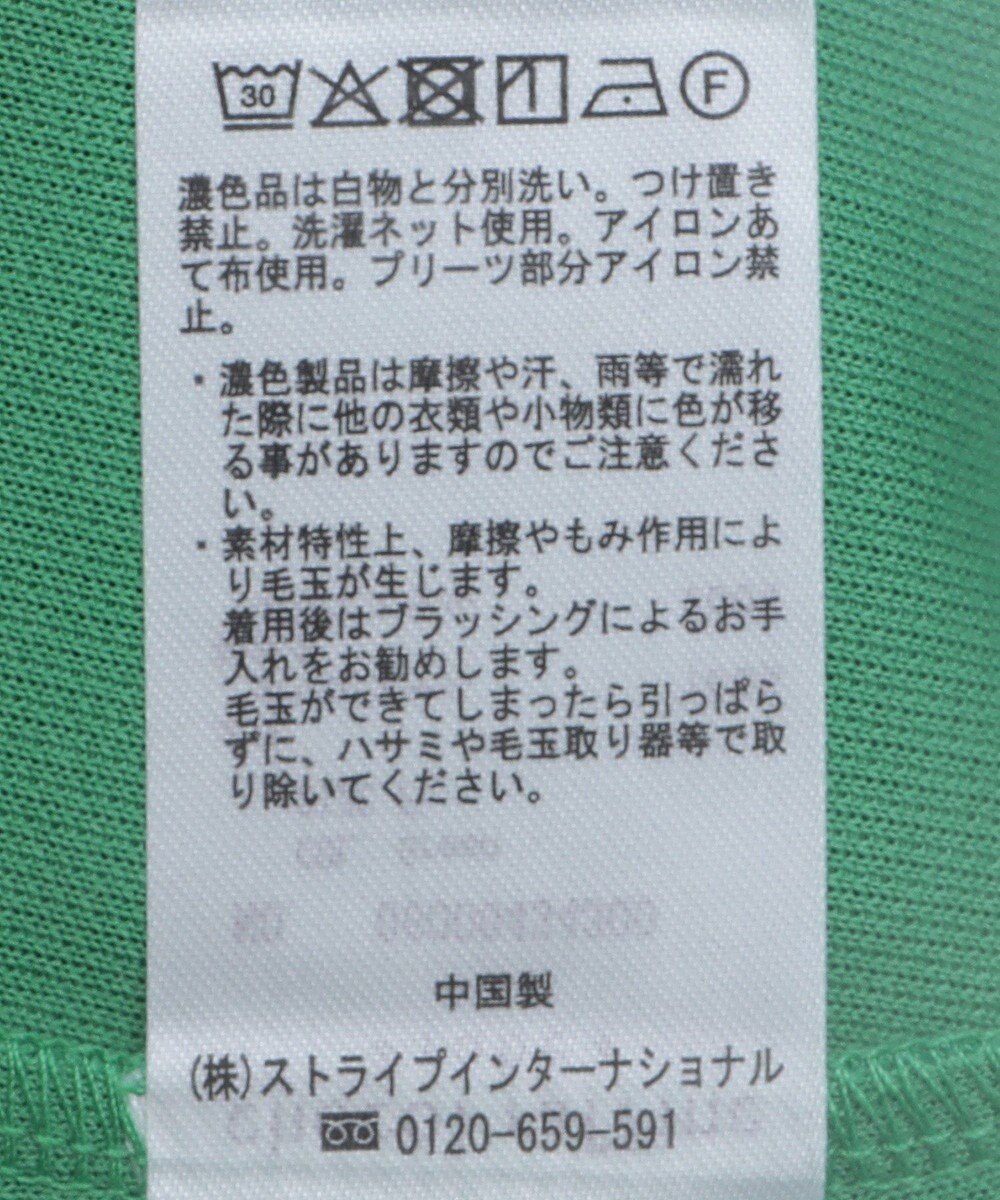 30
F
濃色品は白物と分別洗い。つけ置き
禁止。洗濯ネット使用。アイロンあ
て布使用。プリーツ部分アイロン禁
止。
・濃色製品は摩擦や汗、雨等で濡れ
た際に他の衣類や小物類に色が移
る事がありますのでご注意くださ
い。
・素材特性上、摩擦やもみ作用によ
り毛玉が生じます。
着用後はブラッシングによるお手
入れをお勧めします。
毛玉ができてしまったら引っぱら
ずに、ハサミや毛玉取り器等で取
り除いてください。
中国製
(株)ストライプインターナショナル
0120-659-591